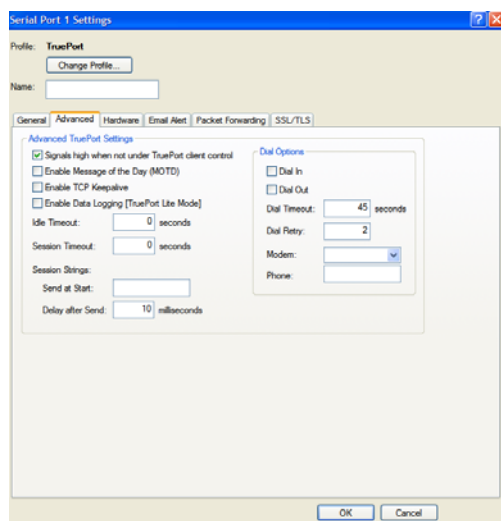 Serial Port 1 Settings
Profile: TruePort
Change Profile...
Name:
General Advanced Hardware Email Alert Packet Forwarding SSL/TLS
Advanced TruePort Settings
Signals high when not under TruePort client control
Enable Message of the Day (MOTD)
Enable TCP Keepalive
Enable Data Logging [TruePort Lite Mode]
Idle Timeout: 0 seconds
Session Timeout: 0 seconds
Session Strings:
Send at Start:
Delay after Send: 10 milliseconds
Dial Options
Dial In
Dial Out
Dial Timeout: 45 seconds
Dial Retry: 2
Modem:
Phone:
OK Cancel